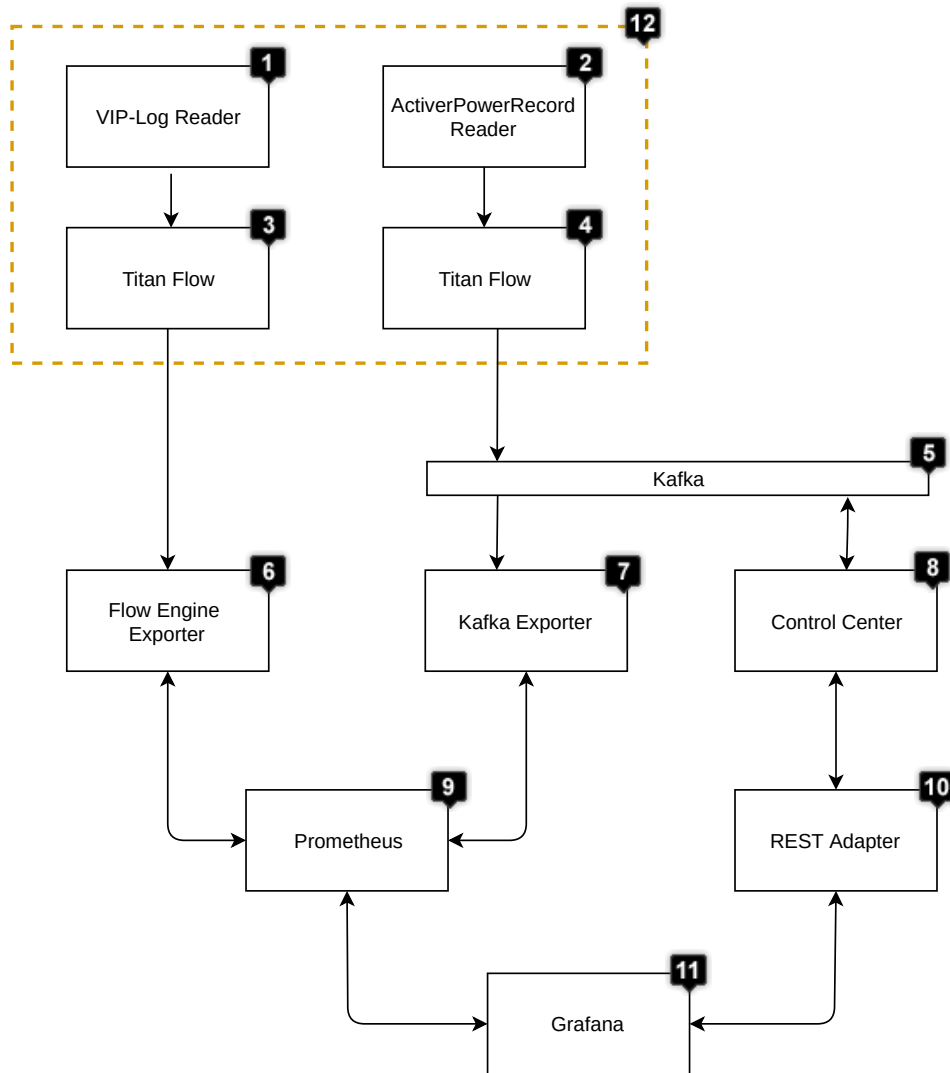 12
1
2
VIP-Log Reader
ActiverPowerRecord
Reader
3
4
Titan Flow
Titan Flow
5
Kafka
6
7
8
Flow Engine
Exporter
Kafka Exporter
Control Center
9
10
Prometheus
REST Adapter
11
Grafana